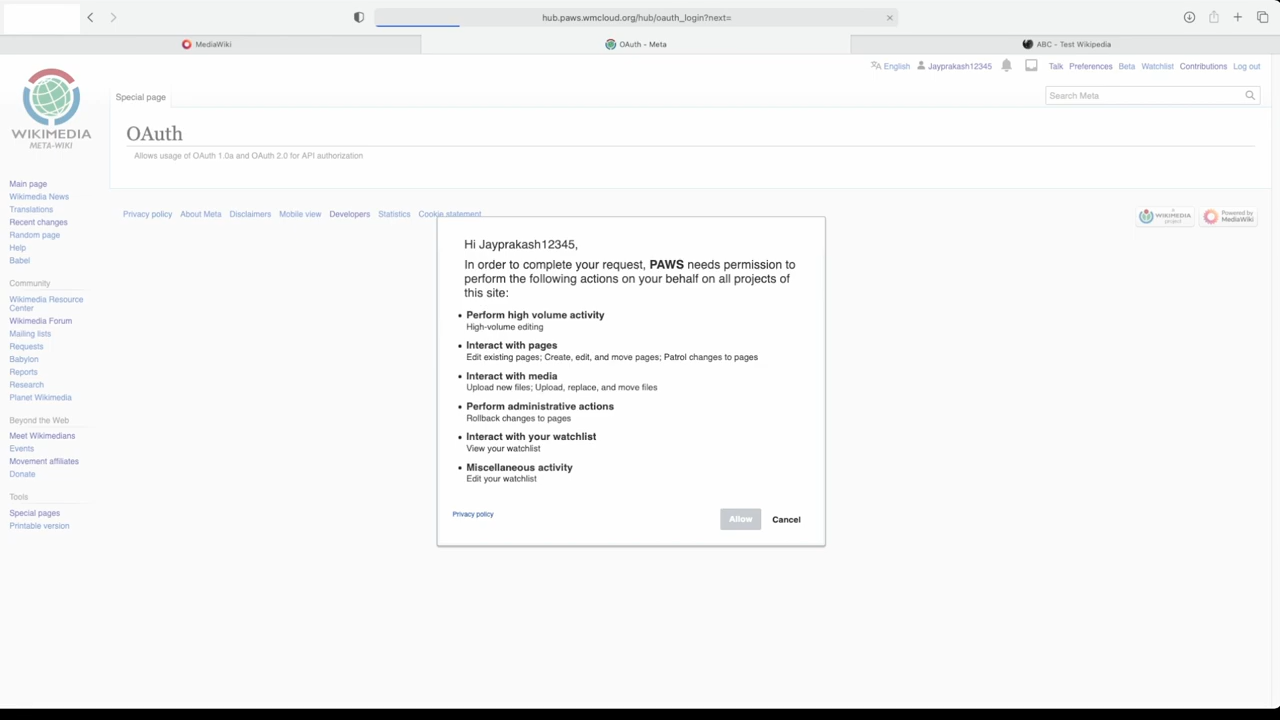 hub.paws.wmcloud.org/hub/oauth_login?next=
MediaWiki
OAuth - Meta
ABC - Test Wikipedia
English
Jayprakash12345
Talk
Preferences
Beta
Watchlist
Contributions
Log out
Special page
Search Meta
WIKIMEDIA
META-WIKI
OAuth
Allows usage of OAuth 1.0a and OAuth 2.0 for API authorization
Main page
Wikimedia News
Translations
Recent changes
Random page
Help
Babel
Community
Wikimedia Resource
Center
Wikimedia Forum
Mailing lists
Requests
Babylon
Reports
Research
Planet Wikimedia
Beyond the Web
Meet Wikimedians
Events
Movement affiliates
Donate
Tools
Special pages
Printable version
Privacy policy
About Meta
Disclaimers
Mobile view
Developers
Statistics
Cookie statement
A
WIKIMEDIA
project
Powered by
MediaWiki
Hi Jayprakash12345,
In order to complete your request, PAWS needs permission to
perform the following actions on your behalf on all projects of
this site:
• Perform high volume activity
High-volume editing
• Interact with pages
Edit existing pages; Create, edit, and move pages; Patrol changes to pages
• Interact with media
Upload new files; Upload, replace, and move files
• Perform administrative actions
Rollback changes to pages
• Interact with your watchlist
View your watchlist
• Miscellaneous activity
Edit your watchlist
Privacy policy
Allow
Cancel